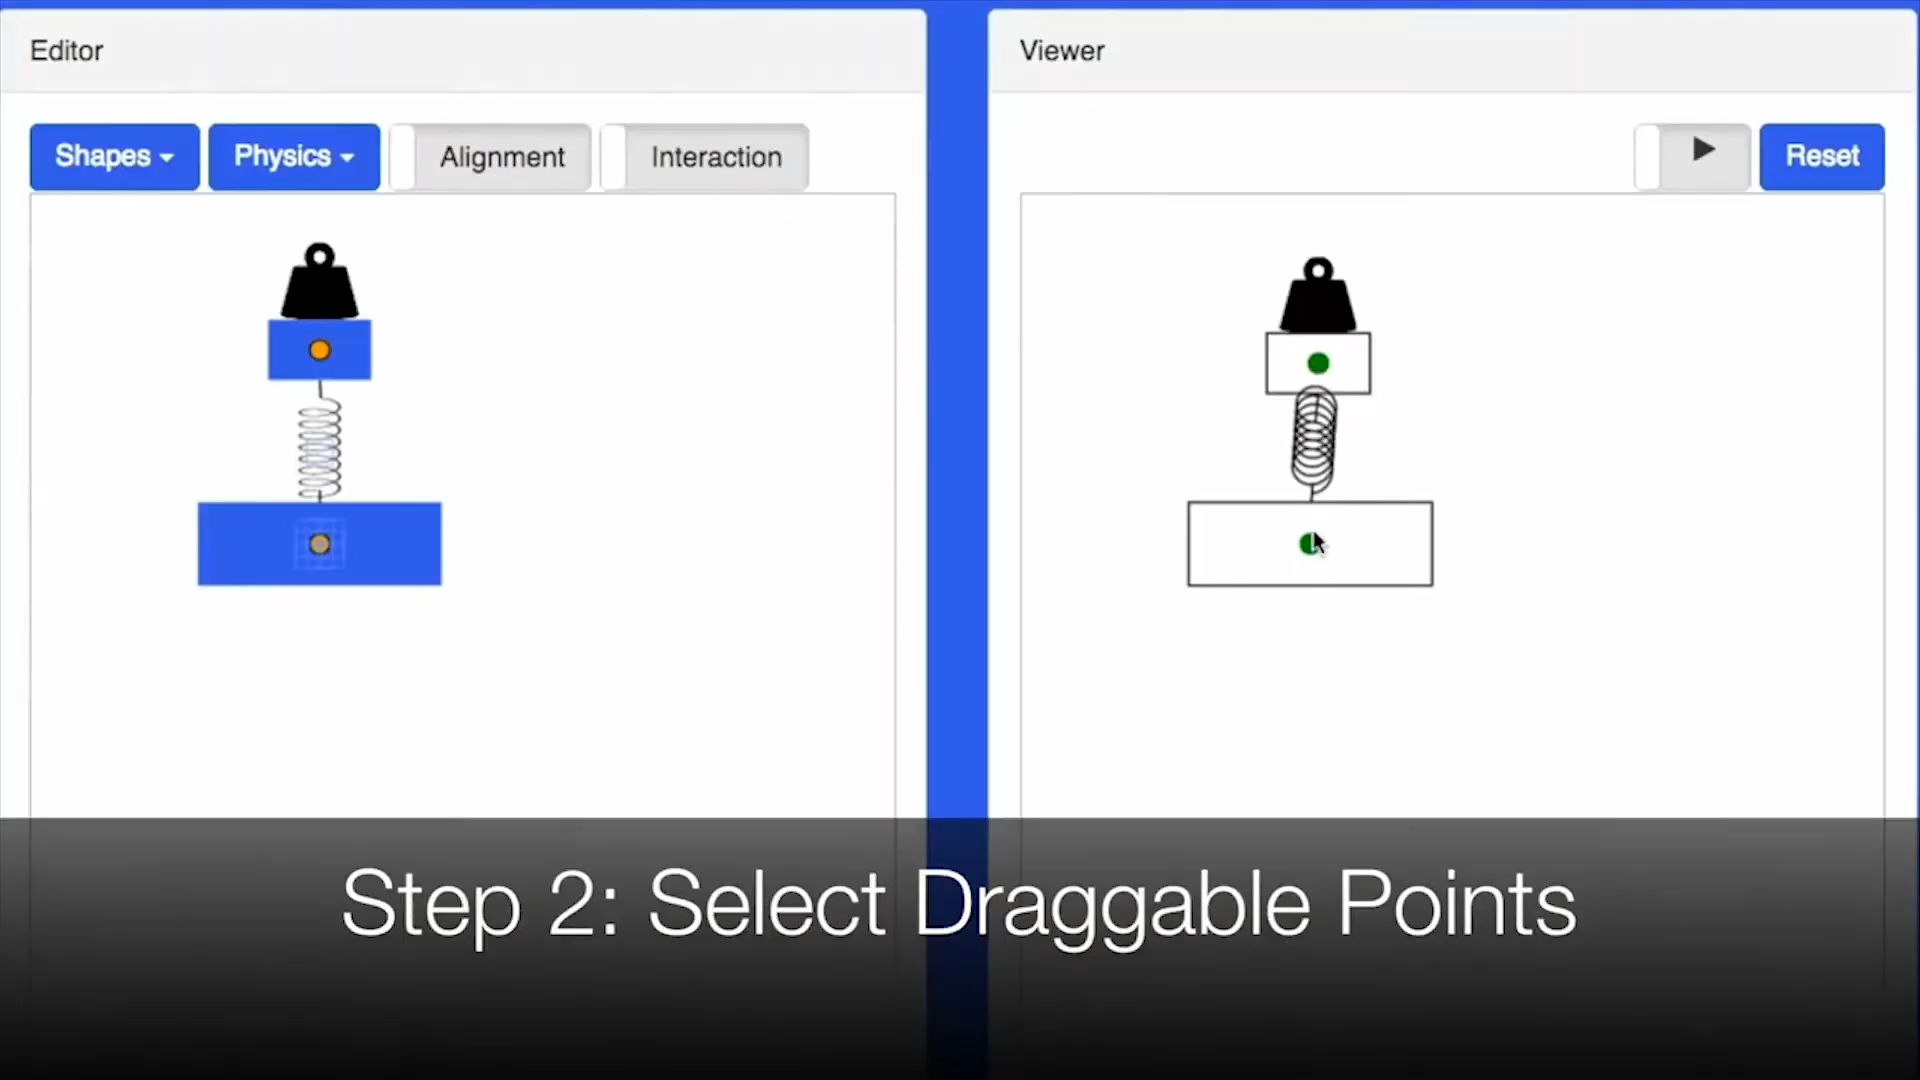 Editor
Viewer
Shapes
Physics
Alignment
Interaction
Reset
Step 2: Select Draggable Points